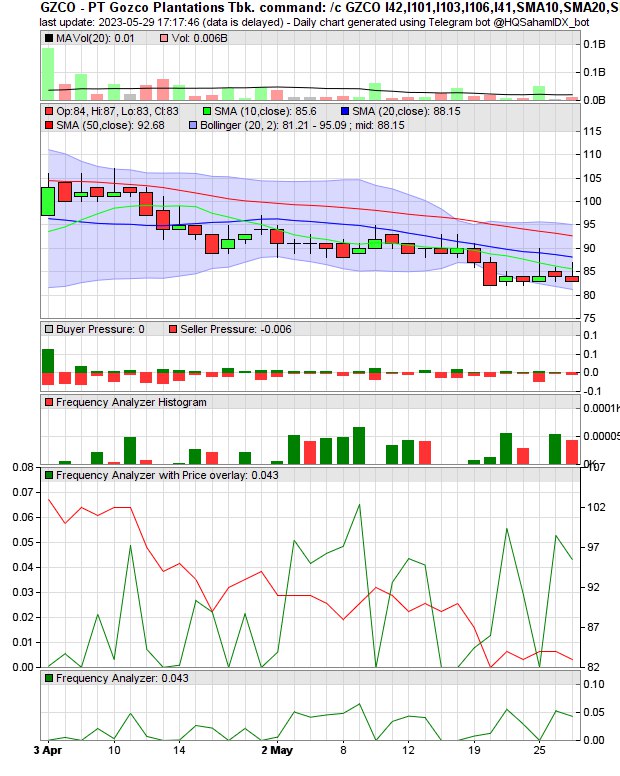 GZCO - PT Gozco Plantations Tbk. command: /c GZCO I42,I101,I103,I106,I41,SMA10,SMA20,S
last update: 2023-05-29 17:17:46 (data is delayed) - Daily chart generated using Telegram bot @HQSahamIDX_bot
MAVol(20): 0.01 Vol: 0.006B
0.1B
0.1B
0.0B
Op:84, Hi:87, Lo:83, Cl:83 SMA (10,close): 85.6 SMA (20,close): 88.15
SMA (50,close): 92.68 Bollinger (20, 2): 81.21 - 95.09 ; mid: 88.15
115
110
105
100
95
90
85
80
75
Buyer Pressure: 0 Seller Pressure: -0.006
0.1
0.1
0.0
-0.1
Frequency Analyzer Histogram
0.0001K
0.00005
0K
Frequency Analyzer with Price overlay: 0.043
0.08
0.07
0.06
0.05
0.04
0.03
0.02
0.01
0.00
107
102
97
92
87
82
Frequency Analyzer: 0.043
0.10
0.05
0.00
3 Apr 10 14 2 May 8 12 19 25